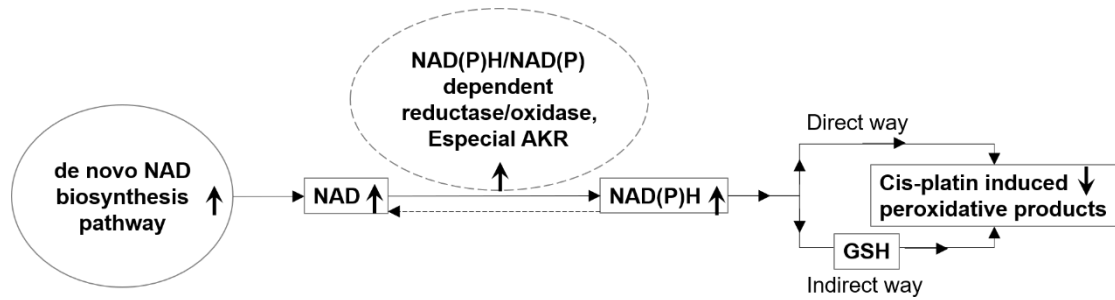 de novo NAD
biosynthesis
pathway
NAD
NAD(P)H/NAD(P)
dependent
reductase/oxidase,
Especial AKR
NAD(P)H
Direct way
GSH
Indirect way
Cis-platin induced
peroxidative products